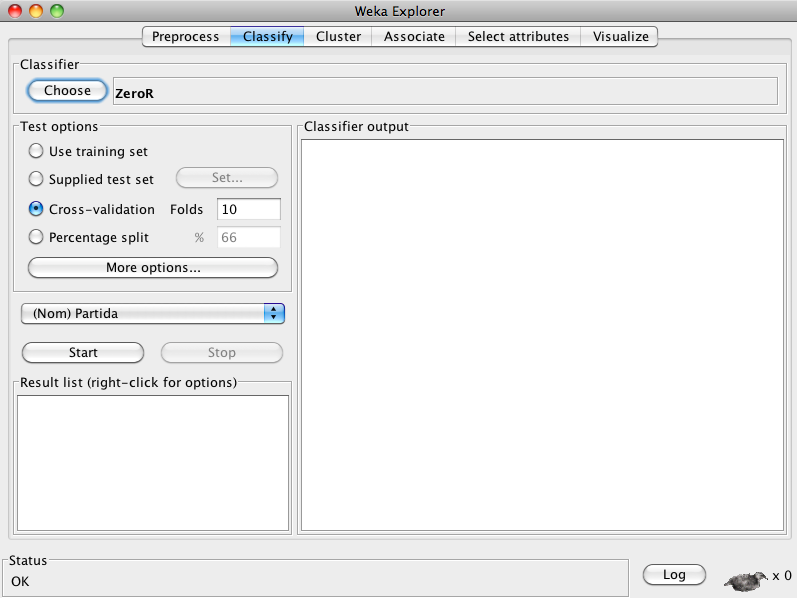 Weka Explorer
Preprocess Classify Cluster Associate Select attributes Visualize
Classifier
Choose ZeroR
Test options
Use training set
Supplied test set Set...
Cross-validation Folds 10
Percentage split % 66
More options...
(Nom) Partida
Start Stop
Result list (right-click for options)
Classifier output
Status
OK
Log x 0